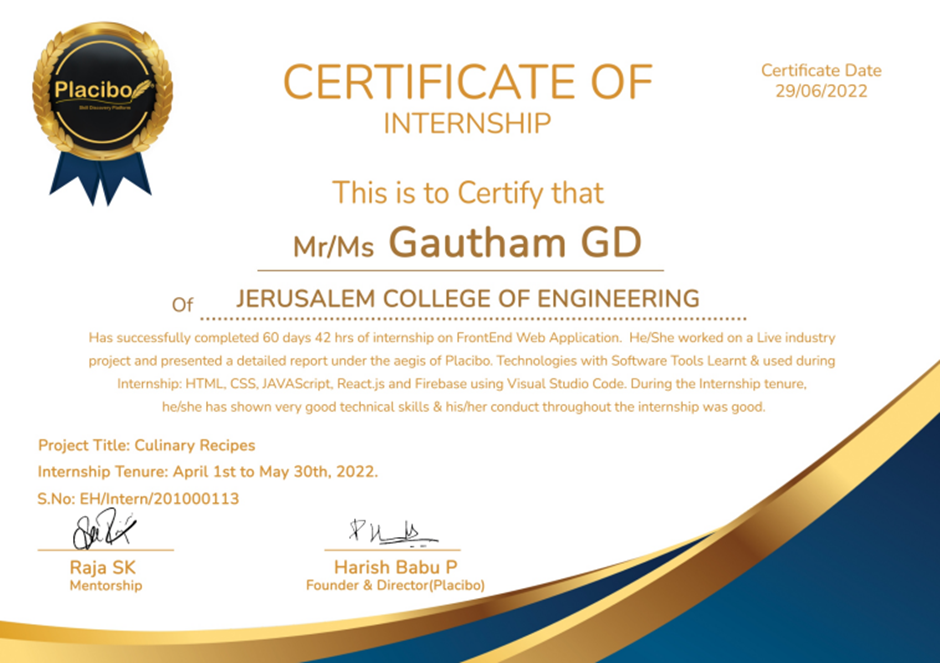 Placibo
Skill Discovery Platform
CERTIFICATE OF
INTERNSHIP
Certificate Date
29/06/2022
This is to Certify that
Mr/Ms Gautham GD
Of JERUSALEM COLLEGE OF ENGINEERING
Has successfully completed 60 days 42 hrs of internship on FrontEnd Web Application. He/She worked on a Live industry
project and presented a detailed report under the aegis of Placibo. Technologies with Software Tools Learnt & used during
Internship: HTML, CSS, JAVAScript, React.js and Firebase using Visual Studio Code. During the Internship tenure,
he/she has shown very good technical skills & his/her conduct throughout the internship was good.
Project Title: Culinary Recipes
Internship Tenure: April 1st to May 30th, 2022.
S.No: EH/Intern/201000113
Raja SK
Mentorship
Harish Babu P
Founder & Director(Placibo)